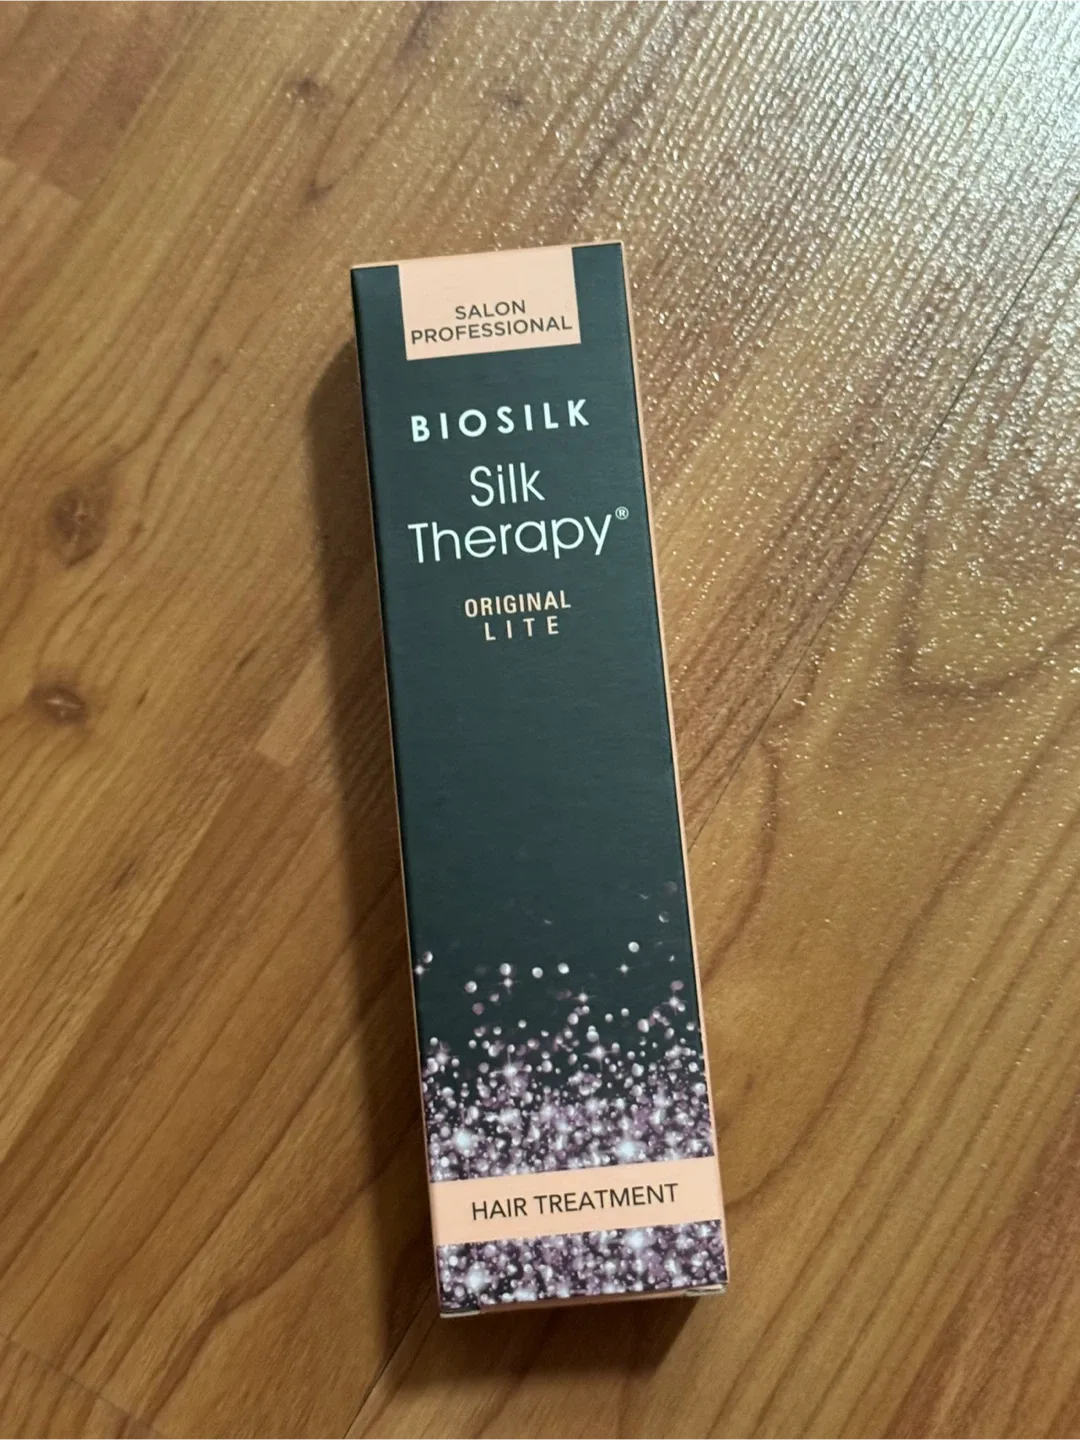 SALON
PROFESSIONAL
BIOSILK
Silk
Therapy®
ORIGINAL
LITE
HAIR TREATMENT